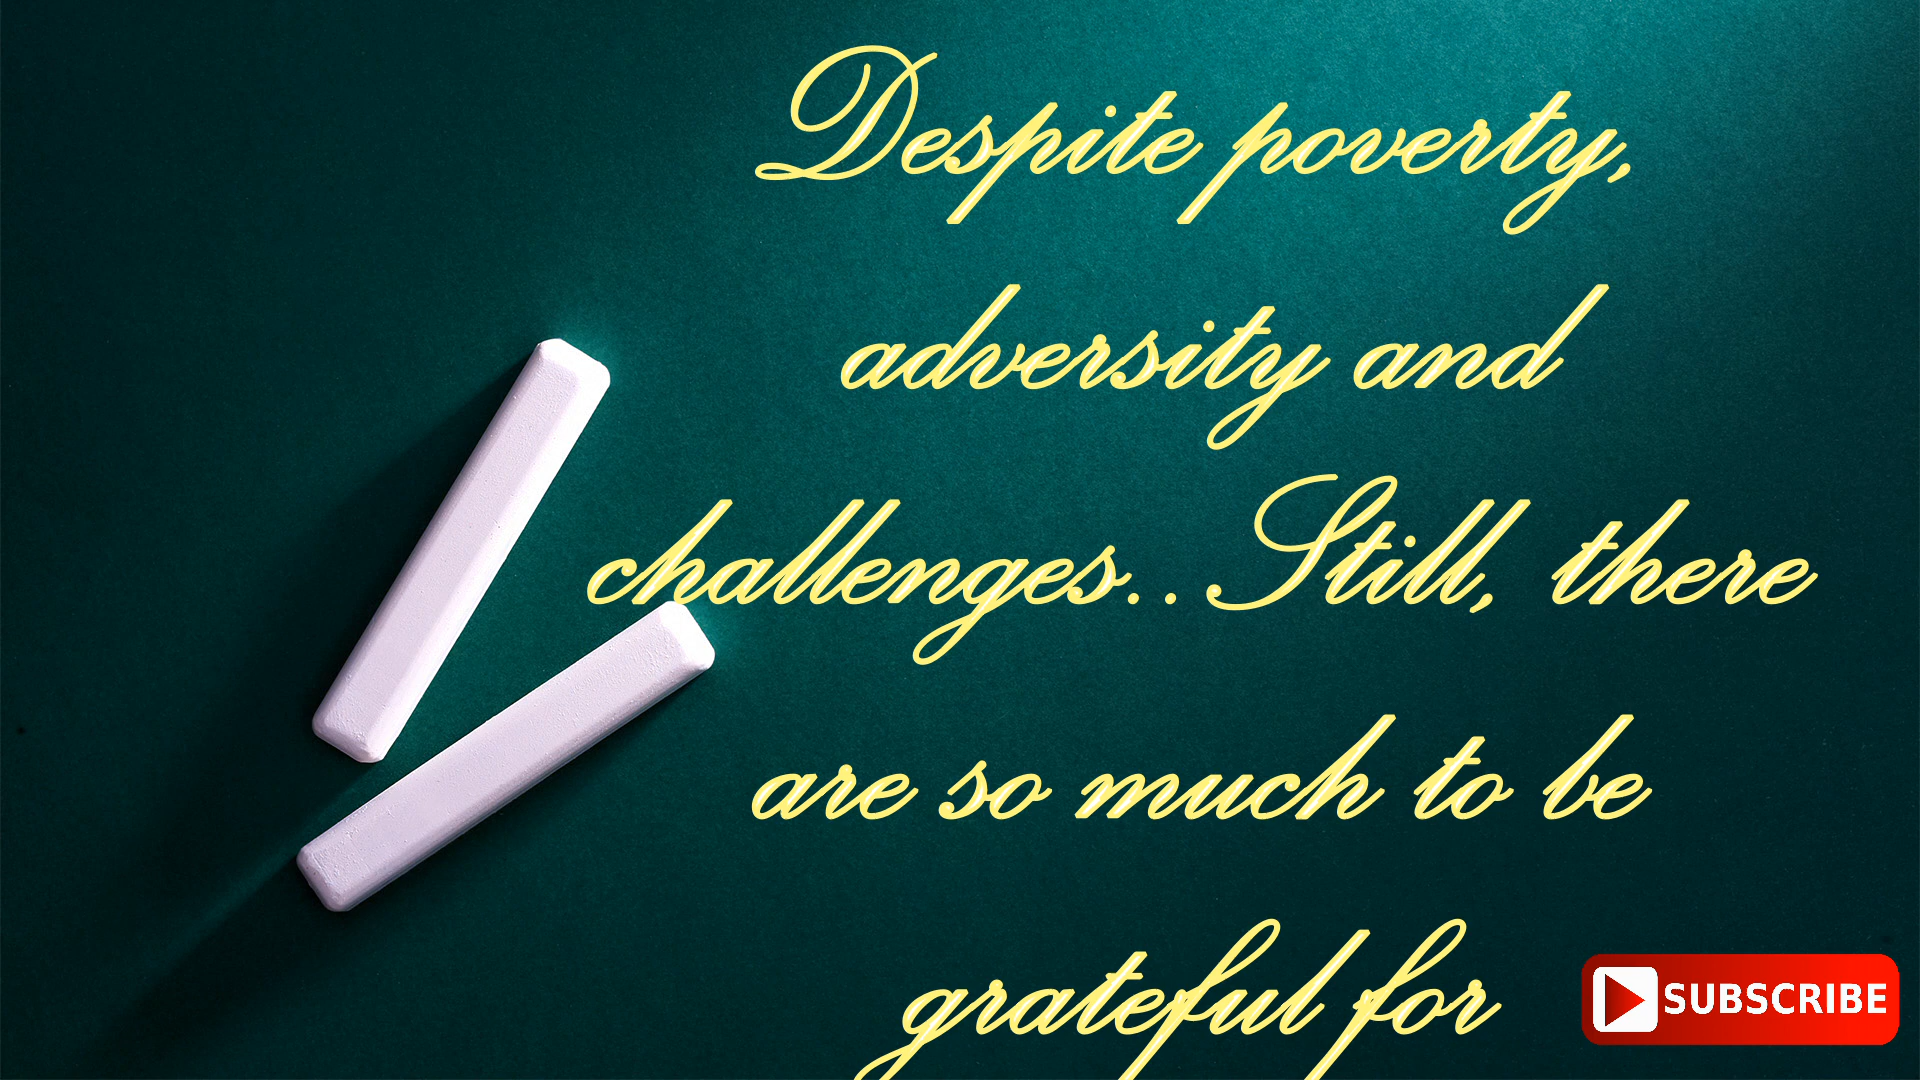 Despite poverty,
adversity and
challenges...Still, there
are so much to be
grateful for
SUBSCRIBE